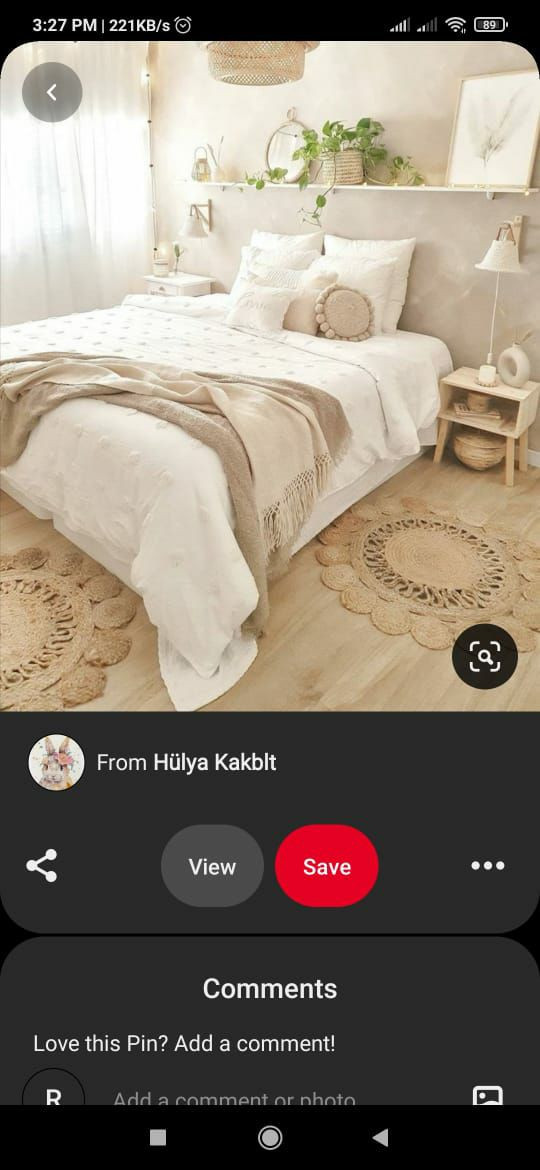 3:27 PM | 221KB/s
89
From Hülya Kakblt
View
Save
Comments
Love this Pin? Add a comment!
R
Add a comment or photo